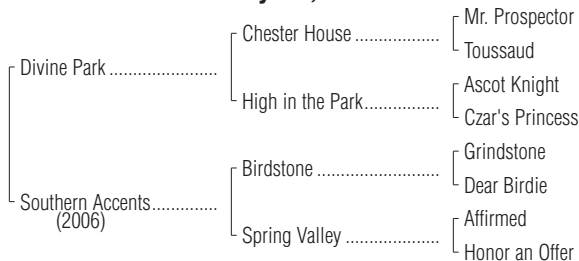 Mr. Prospector
Chester House ..................
Toussaud
Divine Park .......................
Ascot Knight
High in the Park................
Czar's Princess
Grindstone
Birdstone ........................
Dear Birdie
Southern Accents..............
(2006)
Affirmed
Spring Valley ...................
Honor an Offer